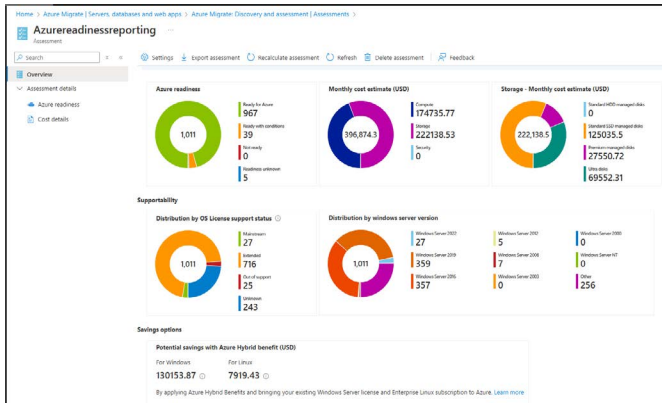 Home > Azure Migrate | Servers, databases and web apps > Azure Migrate: Discovery and assessment | Assessments >
Azurereadinessreporting ...
Assessment
Search
Settings Export assessment Recalculate assessment Refresh Delete assessment Feedback
Overview
Assessment details
Azure readiness
Cost details
Azure readiness
1,011
Ready for Azure
967
Ready with conditions
39
Not ready
0
Readiness unknown
5
Monthly cost estimate (USD)
396,874.3
Compute
174735.77
Storage
222138.53
Security
0
Storage - Monthly cost estimate (USD)
222,138.5
Standard HDD managed disks
0
Standard SSD managed disks
125035.5
Premium managed disks
27550.72
Ultra disks
69552.31
Supportability
Distribution by OS License support status
1,011
Mainstream
27
Extended
716
Out of support
25
Unknown
243
Distribution by windows server version
1,011
Windows Server 2022
27
Windows Server 2019
359
Windows Server 2016
357
Windows Server 2012
5
Windows Server 2008
7
Windows Server 2003
0
Windows Server 2000
0
Windows Server NT
0
Other
256
Savings options
Potential savings with Azure Hybrid benefit (USD)
For Windows
130153.87
For Linux
7919.43
By applying Azure Hybrid Benefits and bringing your existing Windows Server license and Enterprise Linux subscription to Azure. Learn more